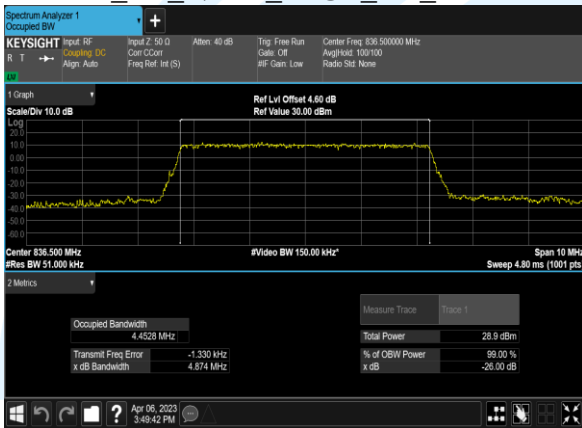 Spectrum Analyzer 1
Occupied BW
+
KEYSIGHT
R T
LV
Input: RF
Coupling: DC
Align: Auto
Input Z: 50 Ω
Corr CCorr
Freq Ref: Int (S)
Atten: 40 dB
Trig: Free Run
Gate: Off
#IF Gain: Low
Center Freq: 836.500000 MHz
Avg|Hold: 100/100
Radio Std: None
1 Graph
Scale/Div 10.0 dB
Ref Lvl Offset 4.60 dB
Ref Value 30.00 dBm
Log
20.0
10.0
0.00
-10.0
-20.0
-30.0
-40.0
-50.0
-60.0
Center 836.500 MHz
#Video BW 150.00 kHz*
Span 10 MHz
#Res BW 51.000 kHz
Sweep 4.80 ms (1001 pts)
2 Metrics
Measure Trace
Trace 1
Occupied Bandwidth
4.4528 MHz
Total Power
28.9 dBm
Transmit Freq Error
-1.330 kHz
% of OBW Power
99.00 %
x dB Bandwidth
4.874 MHz
x dB
-26.00 dB
?
Apr 06, 2023
3:49:42 PM